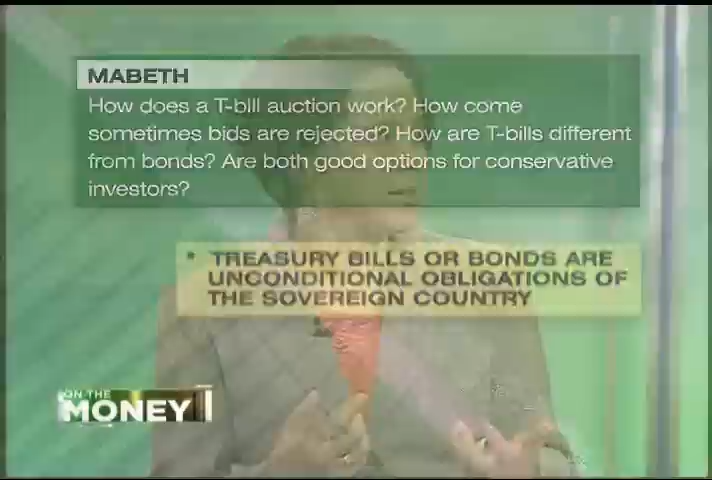 MABETH
How does a T-bill auction work? How come
sometimes bids are rejected? How are T-bills different
from bonds? Are both good options for conservative
investors?
* TREASURY BILLS OR BONDS ARE
UNCONDITIONAL OBLIGATIONS OF
THE SOVEREIGN COUNTRY
ON THE
MONEY